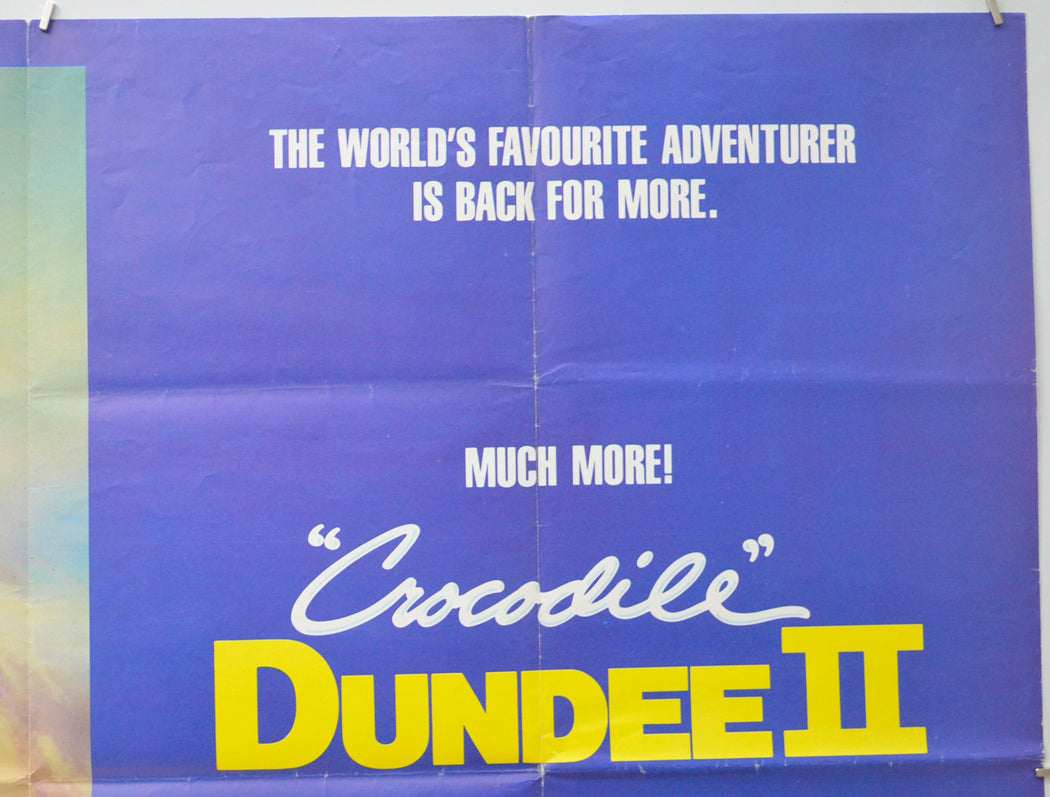 THE WORLD'S FAVOURITE ADVENTURER
IS BACK FOR MORE.
MUCH MORE!
“Crocodile”
DUNDEE II